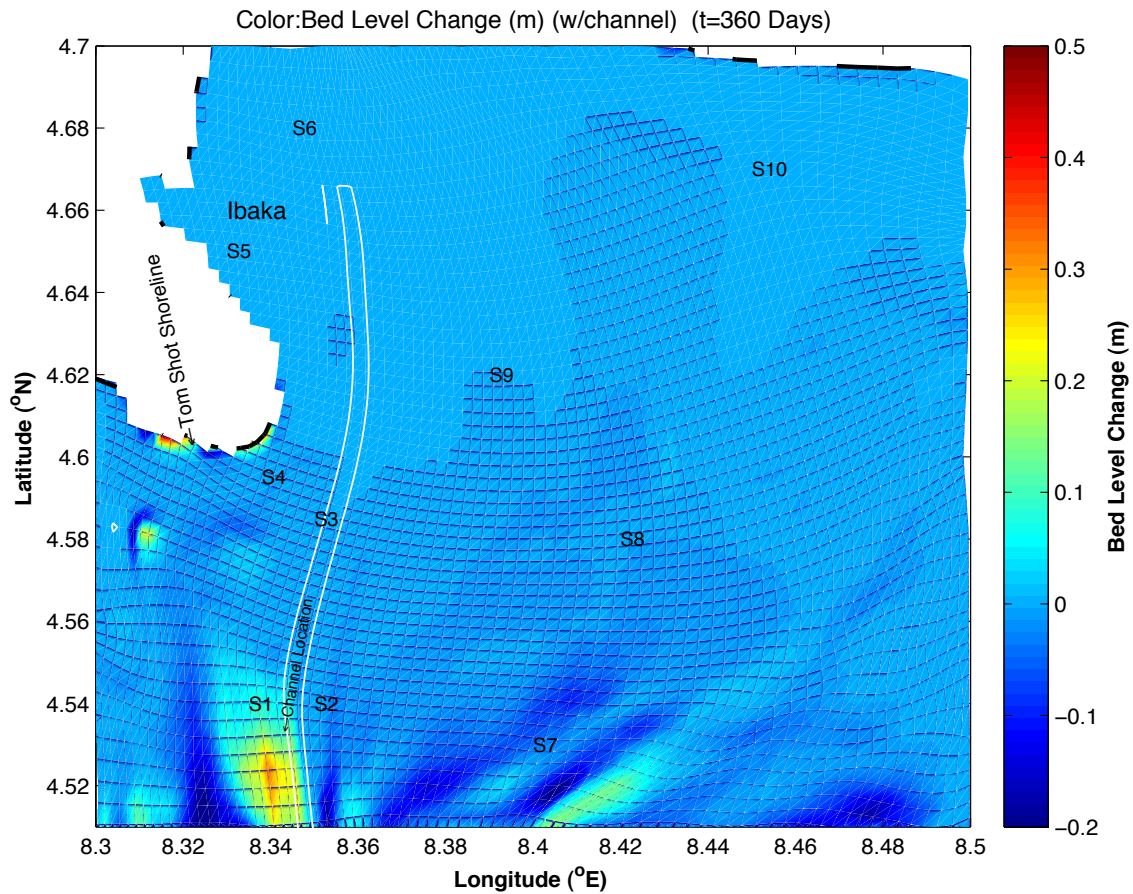 Color:Bed Level Change (m) (w/channel)  (t=360 Days)
4.7
4.68
4.66
4.64
4.62
4.6
4.58
4.56
4.54
4.52
Latitude (°N)
S6
S10
Ibaka
S5
Tom Shot Shoreline
S9
S4
S3
S8
Channel Location
S1
S2
S7
8.3
8.32
8.34
8.36
8.38
8.4
8.42
8.44
8.46
8.48
8.5
Longitude (°E)
0.5
0.4
0.3
0.2
0.1
0
−0.1
−0.2
Bed Level Change (m)